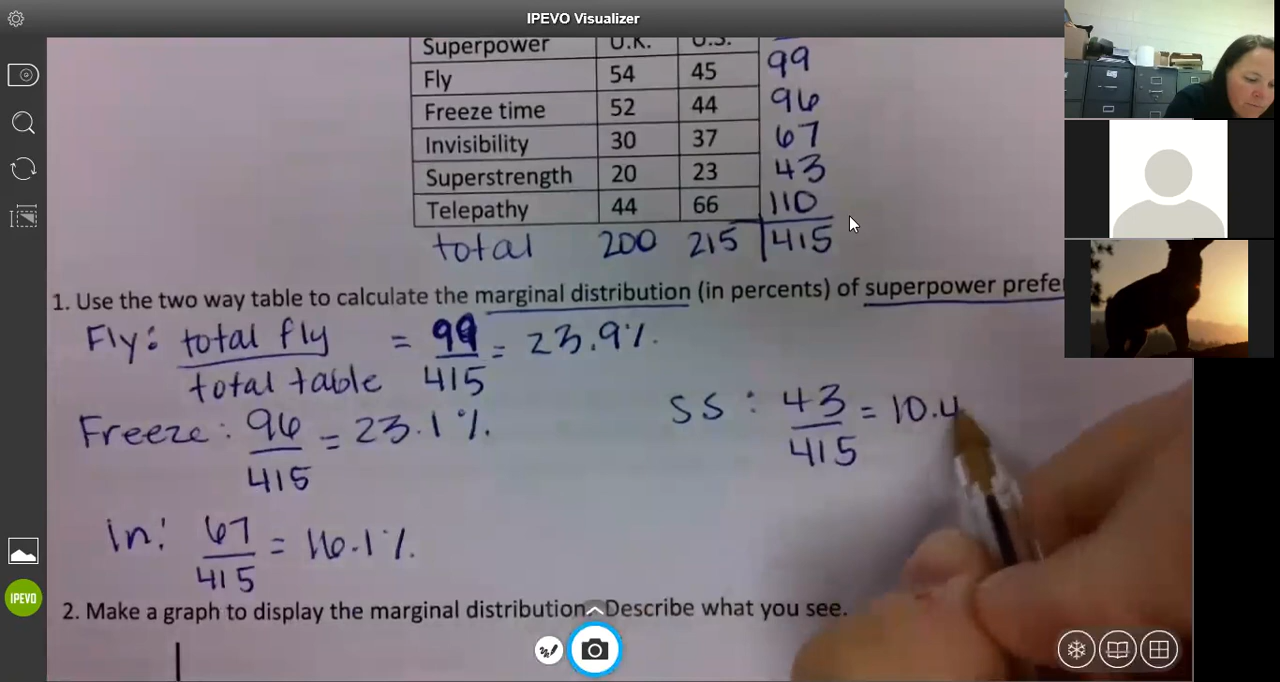 IPEVO Visualizer
Superpower U.K. U.S.
Fly 54 45 99
Freeze time 52 44 96
Invisibility 30 37 67
Superstrength 20 23 43
Telepathy 44 66 110
total 200 215 415
1. Use the two way table to calculate the marginal distribution (in percents) of superpower prefe
Fly: total fly / total table = 99/415 = 23.9%.
Freeze: 96/415 = 23.1%.
SS: 43/415 = 10.4
in: 67/415 = 16.1%.
2. Make a graph to display the marginal distribution. Describe what you see.
IPEVO